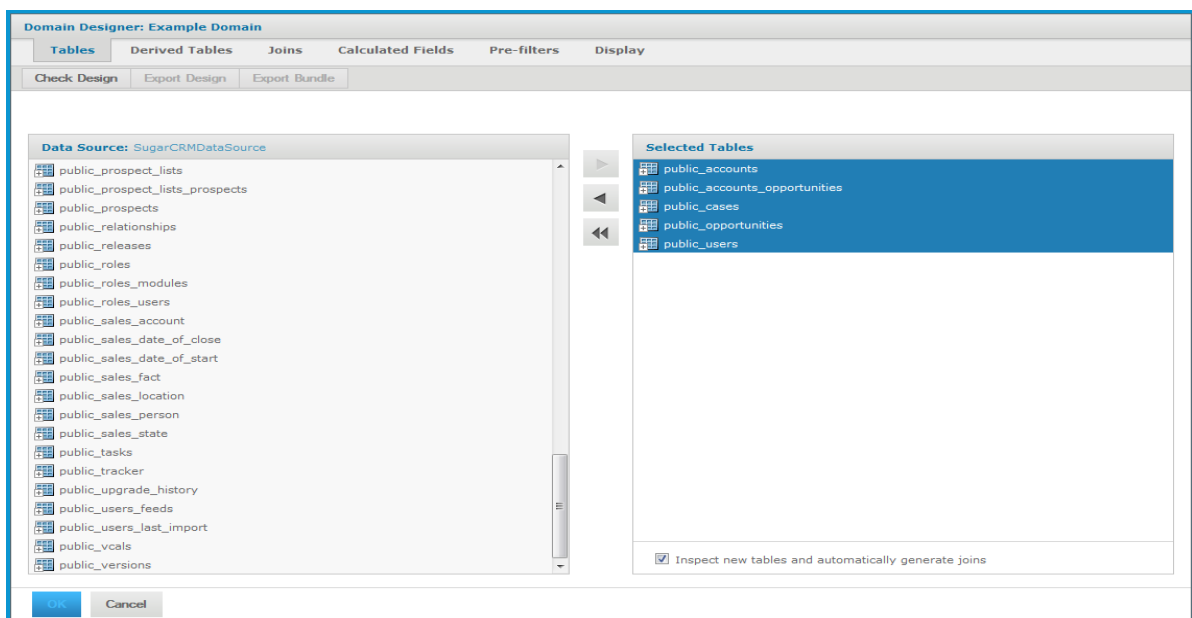 Domain Designer: Example Domain
Tables Derived Tables Joins Calculated Fields Pre-filters Display
Check Design Export Design Export Bundle
Data Source: SugarCRMDataSource
public_prospect_lists
public_prospect_lists_prospects
public_prospects
public_relationships
public_releases
public_roles
public_roles_modules
public_roles_users
public_sales_account
public_sales_date_of_close
public_sales_date_of_start
public_sales_fact
public_sales_location
public_sales_person
public_sales_state
public_tasks
public_tracker
public_upgrade_history
public_users_feeds
public_users_last_import
public_vcals
public_versions
Selected Tables
public_accounts
public_accounts_opportunities
public_cases
public_opportunities
public_users
Inspect new tables and automatically generate joins
OK Cancel